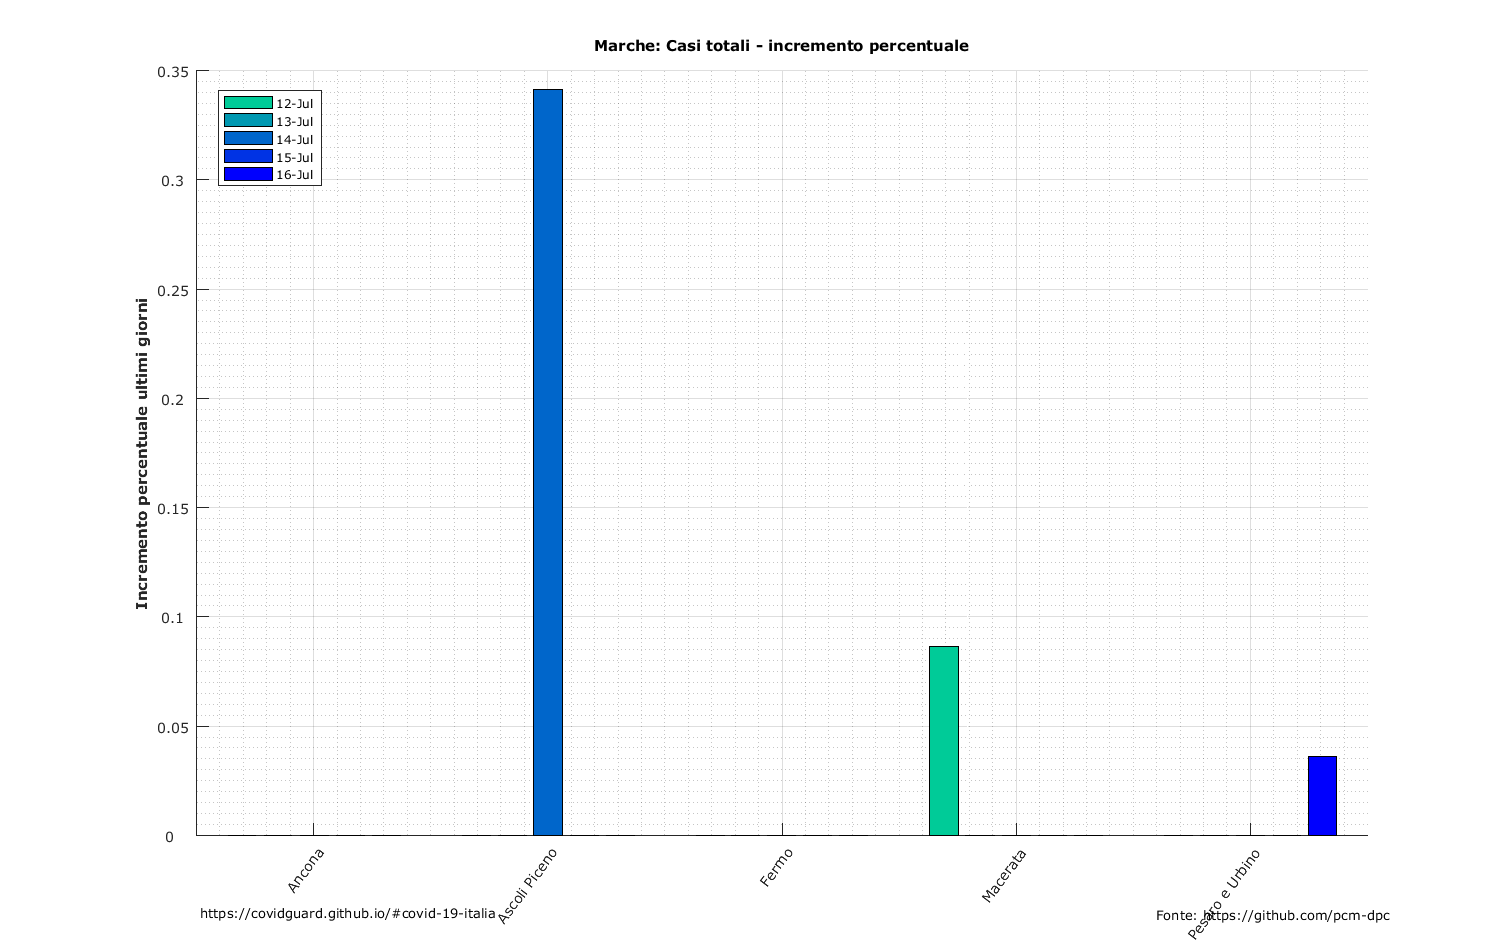 Marche: Casi totali - incremento percentuale
Incremento percentuale ultimi giorni
0.35
0.3
0.25
0.2
0.15
0.1
0.05
0
12-Jul
13-Jul
14-Jul
15-Jul
16-Jul
Ancona
Ascoli Piceno
Fermo
Macerata
Pesaro e Urbino
https://covidguard.github.io/#covid-19-italia
Fonte: https://github.com/pcm-dpc